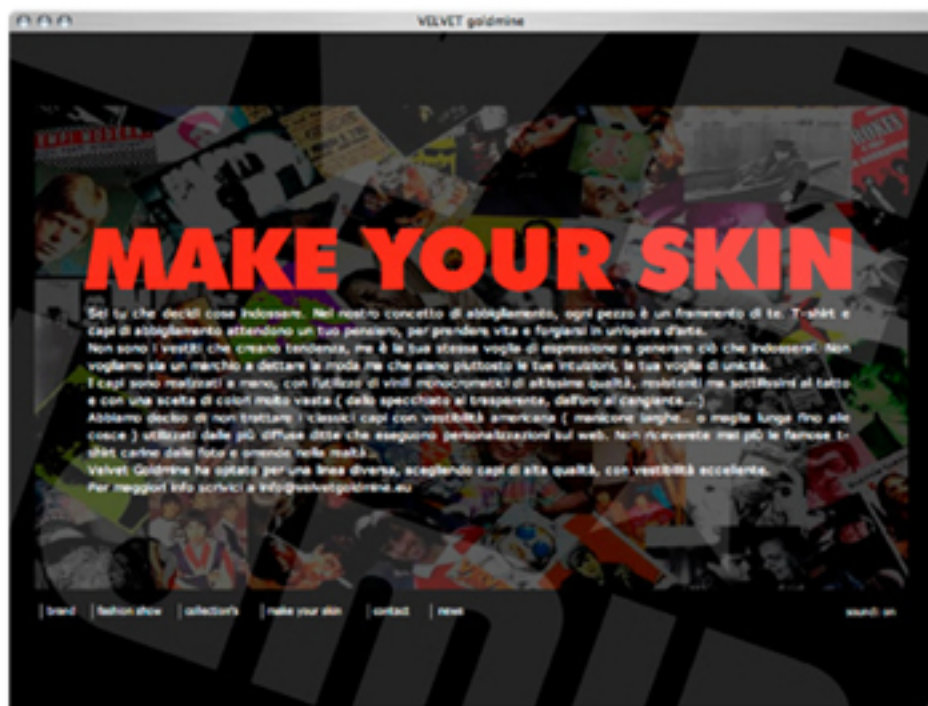 VELVET goldmine
MAKE YOUR SKIN
Sei tu che decidi cosa indossare. Nel nostro concetto di abbigliamento, ogni pezzo è un frammento di te. T-shirt e
capi di abbigliamento attendono un tuo pensiero, per prendere vita e forgiarsi in un'opera d'arte.
Non sono i vestiti che creano tendenza, ma è la tua stessa voglia di espressione a generare ciò che indosserai. Non
vogliamo sia un marchio a dettare la moda ma che siano piuttosto le tue intuizioni, la tua voglia di unicità.
I capi sono realizzati a mano, con l'utilizzo di vinili monocromatici di altissima qualità, resistenti ma sottilissimi al tatto
e con una scelta di colori molto vasta ( dallo specchiato al trasparente, dall'oro al cangiante...)
Abbiamo deciso di non trattare i classici capi con vestibilità americana ( manicone larghe... o maglia lunga fino alle
cosce ) utilizzati dalle più diffuse ditte che eseguono personalizzazioni sul web. Non riceverete mai più le famose t-
shirt carine dalle foto e orrende nella realtà.
Velvet Goldmine ha optato per una linea diversa, scegliendo capi di alta qualità, con vestibilità eccellente.
Per maggiori info scrivici a info@velvetgoldmine.eu
| brand | fashion show | collection's | make your skin | contact | news
sound: on